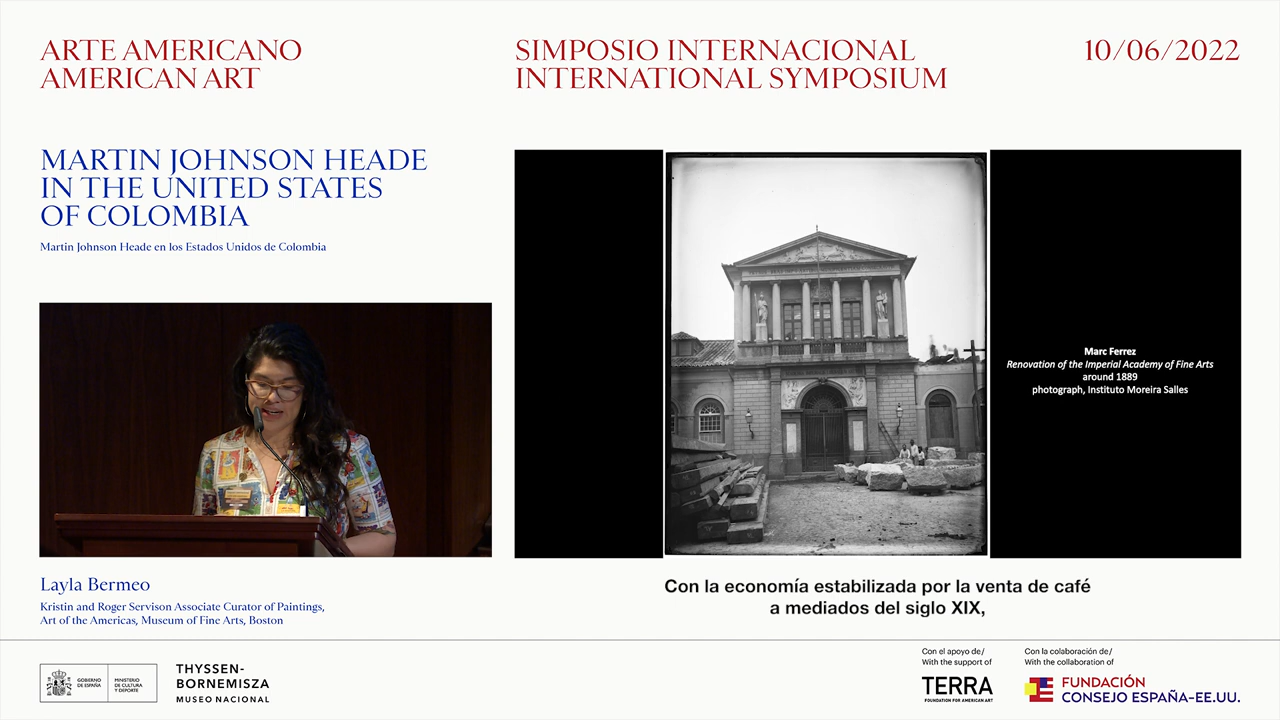 ARTE AMERICANO
AMERICAN ART
SIMPOSIO INTERNACIONAL
INTERNATIONAL SYMPOSIUM
10/06/2022
MARTIN JOHNSON HEADE
IN THE UNITED STATES
OF COLOMBIA
Martin Johnson Heade en los Estados Unidos de Colombia
Marc Ferrez
Renovation of the Imperial Academy of Fine Arts
around 1889
photograph, Instituto Moreira Salles
Layla Bermeo
Kristin and Roger Servison Associate Curator of Paintings,
Art of the Americas, Museum of Fine Arts, Boston
Con la economía estabilizada por la venta de café
a mediados del siglo XIX,
GOBIERNO
DE ESPAÑA
MINISTERIO
DE CULTURA
Y DEPORTE
THYSSEN-
BORNEMISZA
MUSEO NACIONAL
Con el apoyo de/
With the support of
TERRA
FOUNDATION FOR AMERICAN ART
Con la colaboración de/
With the collaboration of
FUNDACIÓN
CONSEJO ESPAÑA-EE.UU.